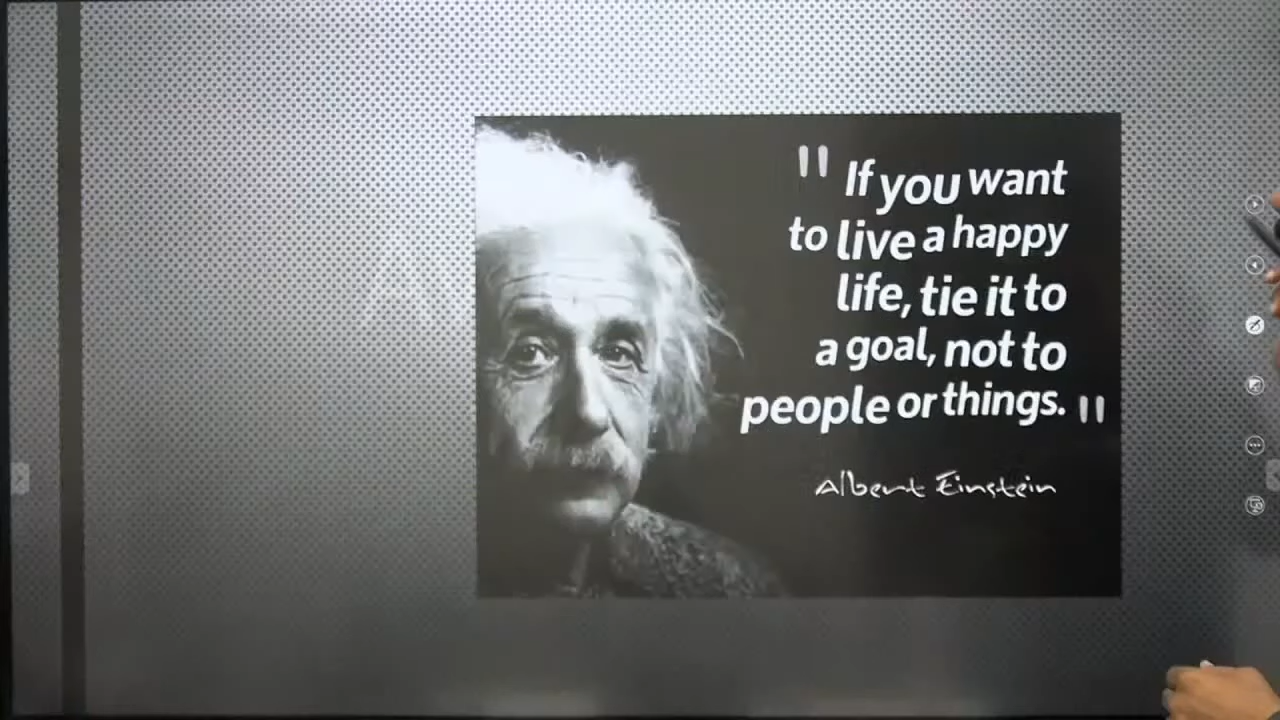 " If you want
to live a happy
life, tie it to
a goal, not to
people or things. "
Albert Einstein